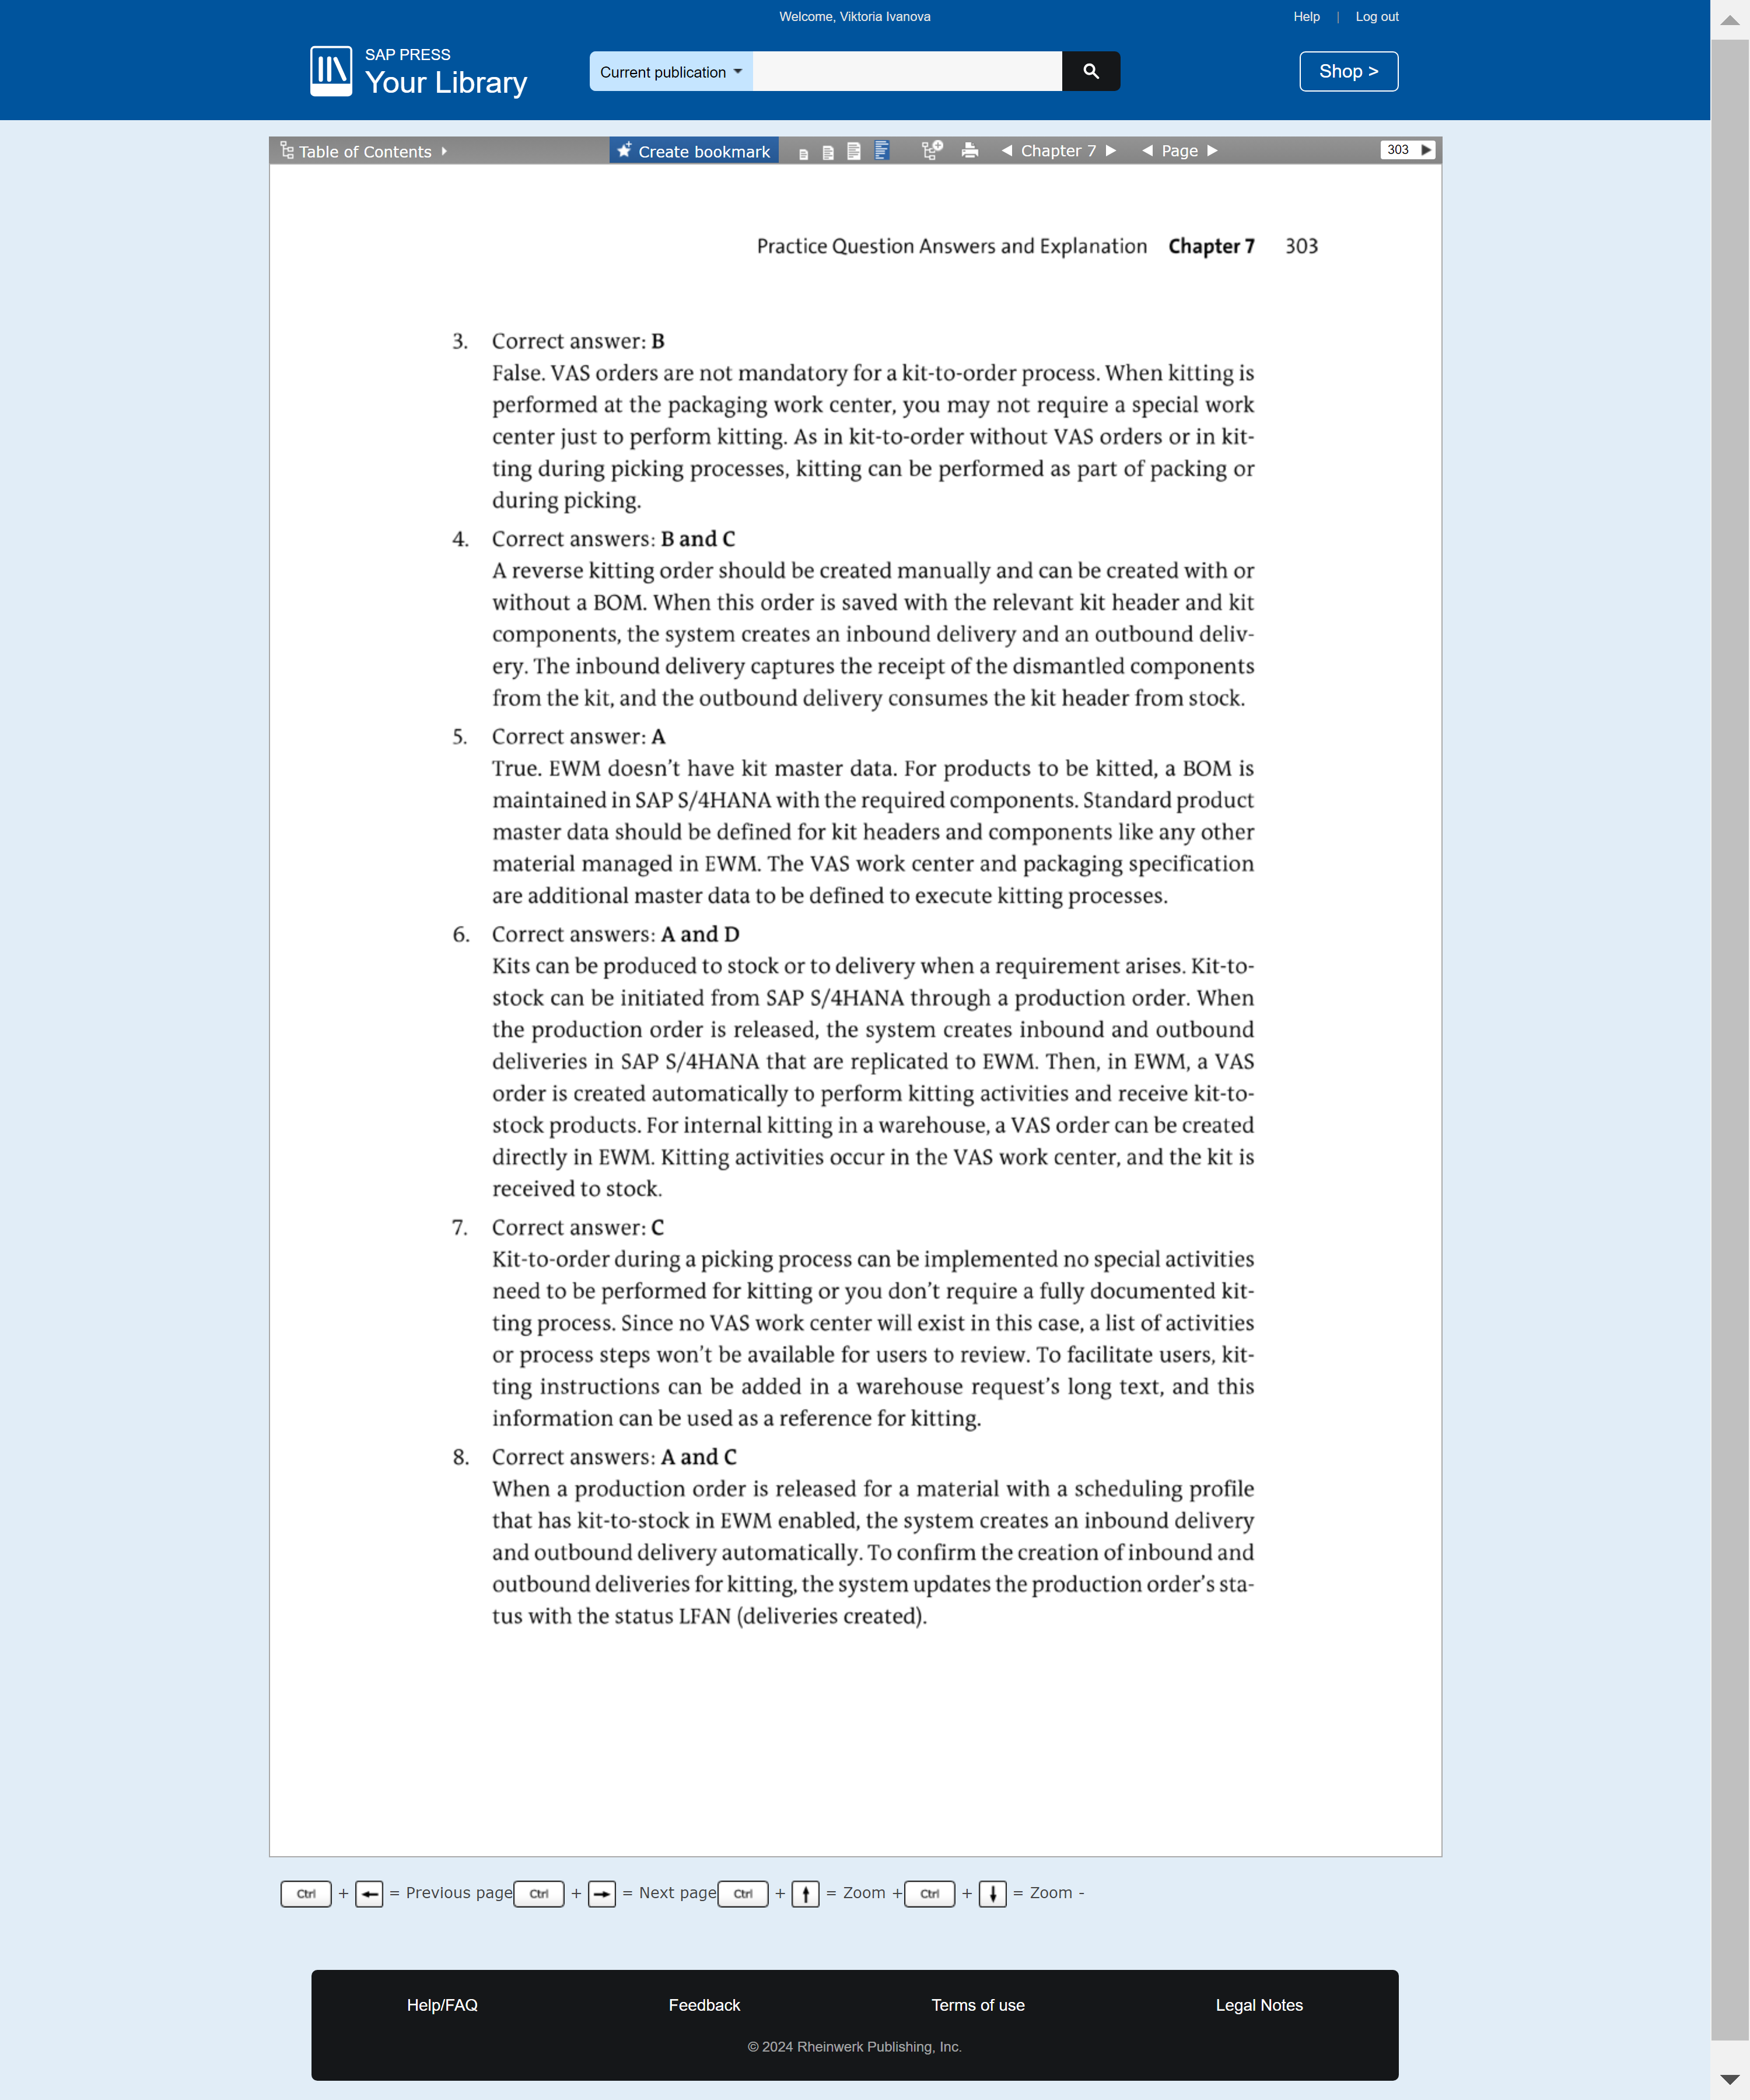 Welcome, Viktoria Ivanova
Help | Log out
SAP PRESS
Your Library
Current publication
Shop >
Table of Contents
Create bookmark
Chapter 7
Page
303
Practice Question Answers and Explanation Chapter 7 303
3. Correct answer: B
False. VAS orders are not mandatory for a kit-to-order process. When kitting is
performed at the packaging work center, you may not require a special work
center just to perform kitting. As in kit-to-order without VAS orders or in kit-
ting during picking processes, kitting can be performed as part of packing or
during picking.
4. Correct answers: B and C
A reverse kitting order should be created manually and can be created with or
without a BOM. When this order is saved with the relevant kit header and kit
components, the system creates an inbound delivery and an outbound deliv-
ery. The inbound delivery captures the receipt of the dismantled components
from the kit, and the outbound delivery consumes the kit header from stock.
5. Correct answer: A
True. EWM doesn't have kit master data. For products to be kitted, a BOM is
maintained in SAP S/4HANA with the required components. Standard product
master data should be defined for kit headers and components like any other
material managed in EWM. The VAS work center and packaging specification
are additional master data to be defined to execute kitting processes.
6. Correct answers: A and D
Kits can be produced to stock or to delivery when a requirement arises. Kit-to-
stock can be initiated from SAP S/4HANA through a production order. When
the production order is released, the system creates inbound and outbound
deliveries in SAP S/4HANA that are replicated to EWM. Then, in EWM, a VAS
order is created automatically to perform kitting activities and receive kit-to-
stock products. For internal kitting in a warehouse, a VAS order can be created
directly in EWM. Kitting activities occur in the VAS work center, and the kit is
received to stock.
7. Correct answer: C
Kit-to-order during a picking process can be implemented no special activities
need to be performed for kitting or you don't require a fully documented kit-
ting process. Since no VAS work center will exist in this case, a list of activities
or process steps won't be available for users to review. To facilitate users, kit-
ting instructions can be added in a warehouse request's long text, and this
information can be used as a reference for kitting.
8. Correct answers: A and C
When a production order is released for a material with a scheduling profile
that has kit-to-stock in EWM enabled, the system creates an inbound delivery
and outbound delivery automatically. To confirm the creation of inbound and
outbound deliveries for kitting, the system updates the production order's sta-
tus with the status LFAN (deliveries created).
Ctrl + ← = Previous page Ctrl + → = Next page Ctrl + ↑ = Zoom + Ctrl + ↓ = Zoom -
Help/FAQ
Feedback
Terms of use
Legal Notes
© 2024 Rheinwerk Publishing, Inc.